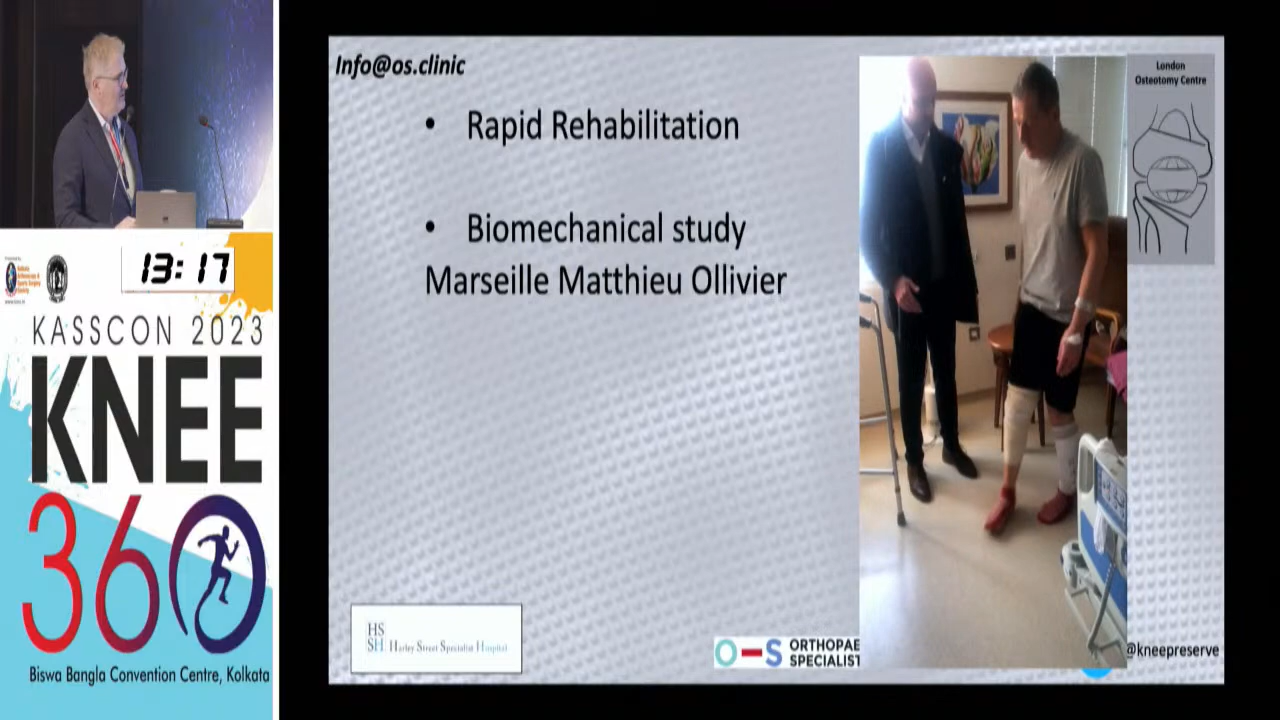 13:17
KASSCON 2023
KNEE
360
Biswa Bangla Convention Centre, Kolkata
Info@os.clinic
• Rapid Rehabilitation
• Biomechanical study
Marseille Matthieu Ollivier
London
Osteotomy Centre
HS
SH Harley Street Specialist Hospital
O–S ORTHOPAE
SPECIALIST
@kneepreserve